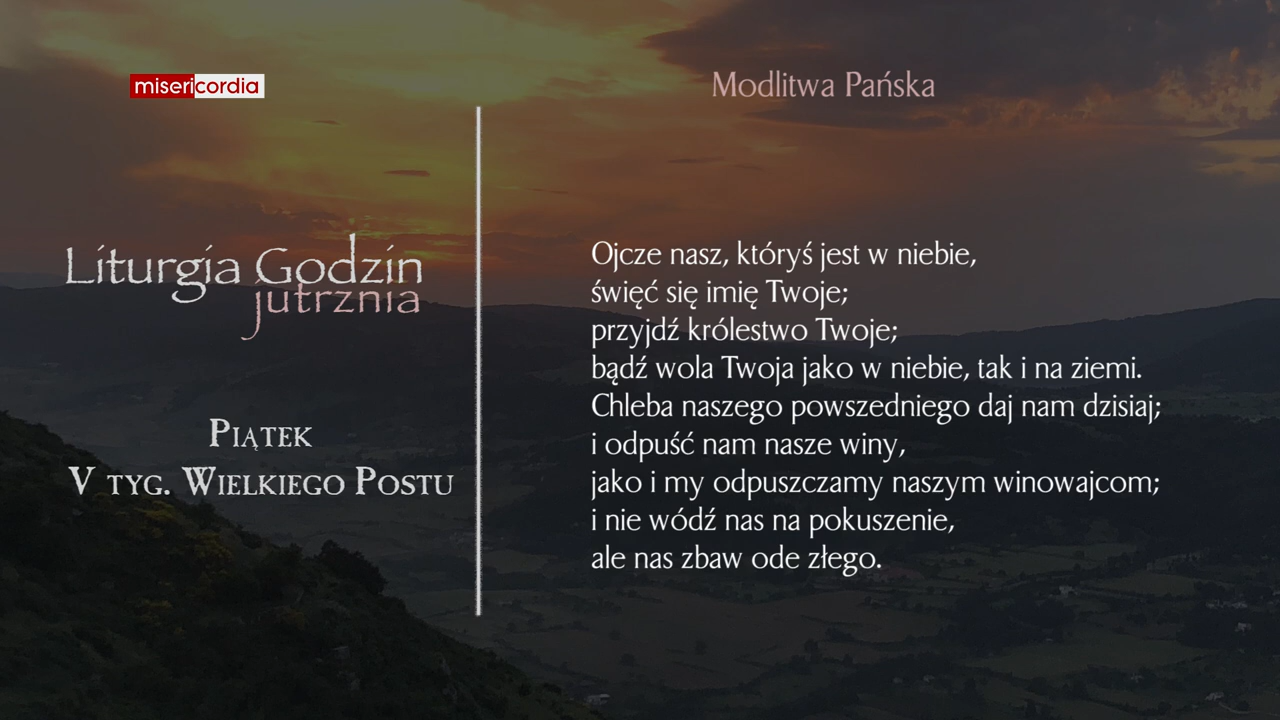 misericordia
Liturgia Godzin
jutrznia
Piątek
V tyg. Wielkiego Postu
Modlitwa Pańska
Ojcze nasz, któryś jest w niebie,
święć się imię Twoje;
przyjdź królestwo Twoje;
bądź wola Twoja jako w niebie, tak i na ziemi.
Chleba naszego powszedniego daj nam dzisiaj;
i odpuść nam nasze winy,
jako i my odpuszczamy naszym winowajcom;
i nie wódź nas na pokuszenie,
ale nas zbaw ode złego.